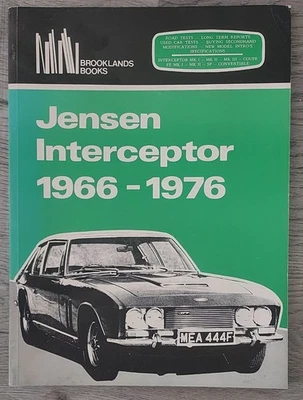 BROOKLANDS
BOOKS
ROAD TESTS - LONG TERM REPORTS
USED CAR TESTS - BUYING SECONDHAND
MODIFICATIONS - NEW MODEL INTROS
SPECIFICATIONS
INTERCEPTOR MK I - MK II - MK III - COUPE
FF MK I - MK II - SP - CONVERTIBLE
Jensen
Interceptor
1966-1976
MEA 444F